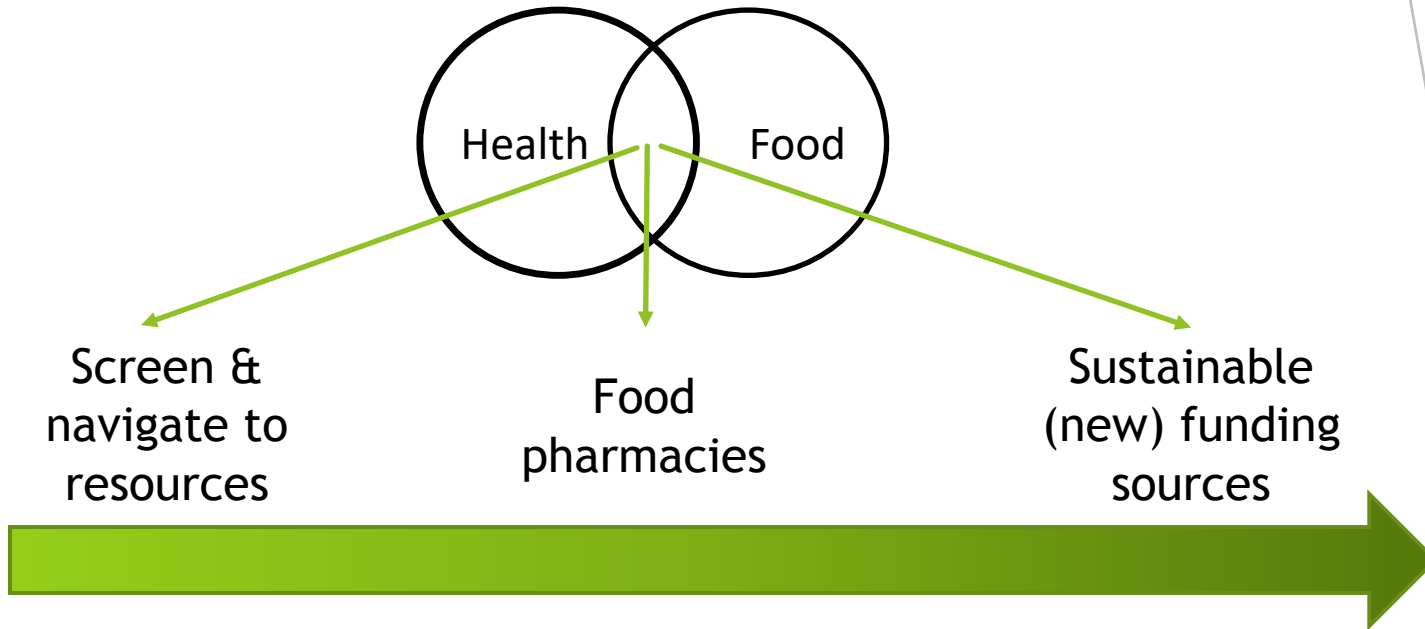 Health
Food
Screen &
navigate to
resources
Food
pharmacies
Sustainable
(new) funding
sources